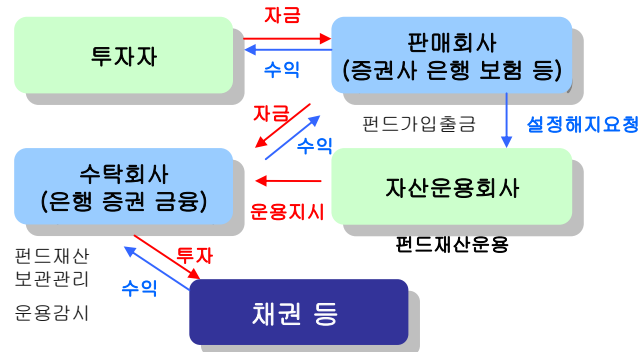 자금
투자자
판매회사
(증권사 은행 보험 등)
수익
자금
펀드가입출금
설정해지요청
수익
수탁회사
(은행 증권 금융)
자산운용회사
운용지시
펀드재산운용
펀드재산
보관관리
투자
수익
운용감시
채권 등